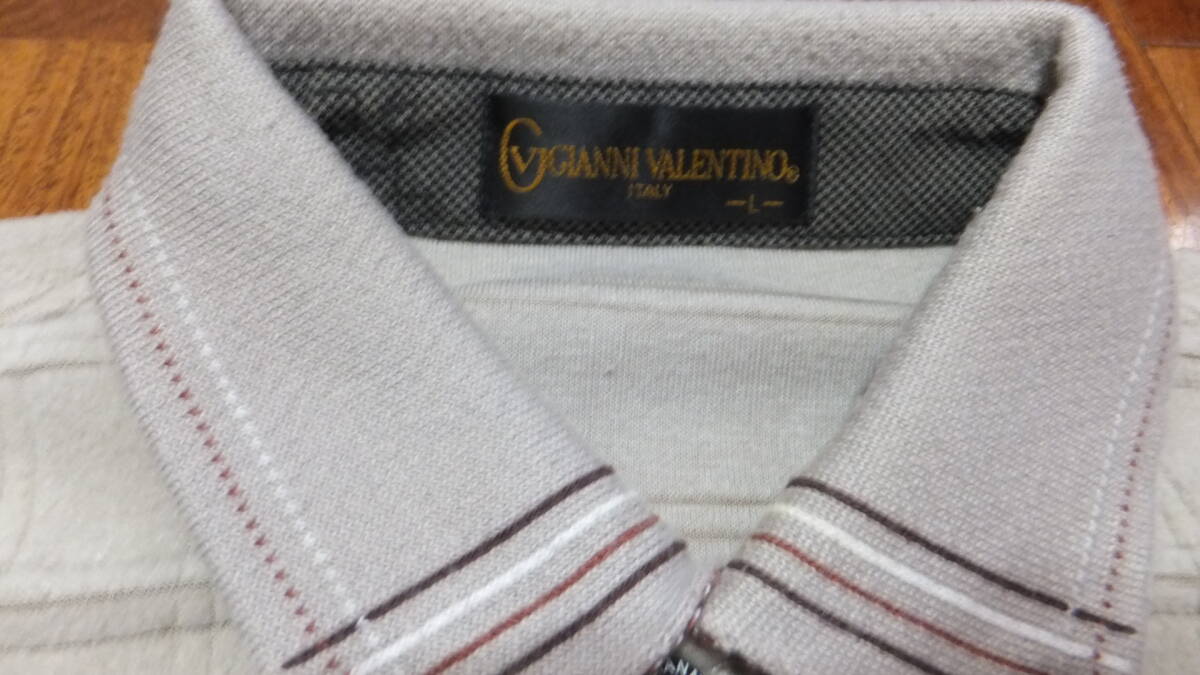 GV GIANNI VALENTINO®
ITALY
—L—